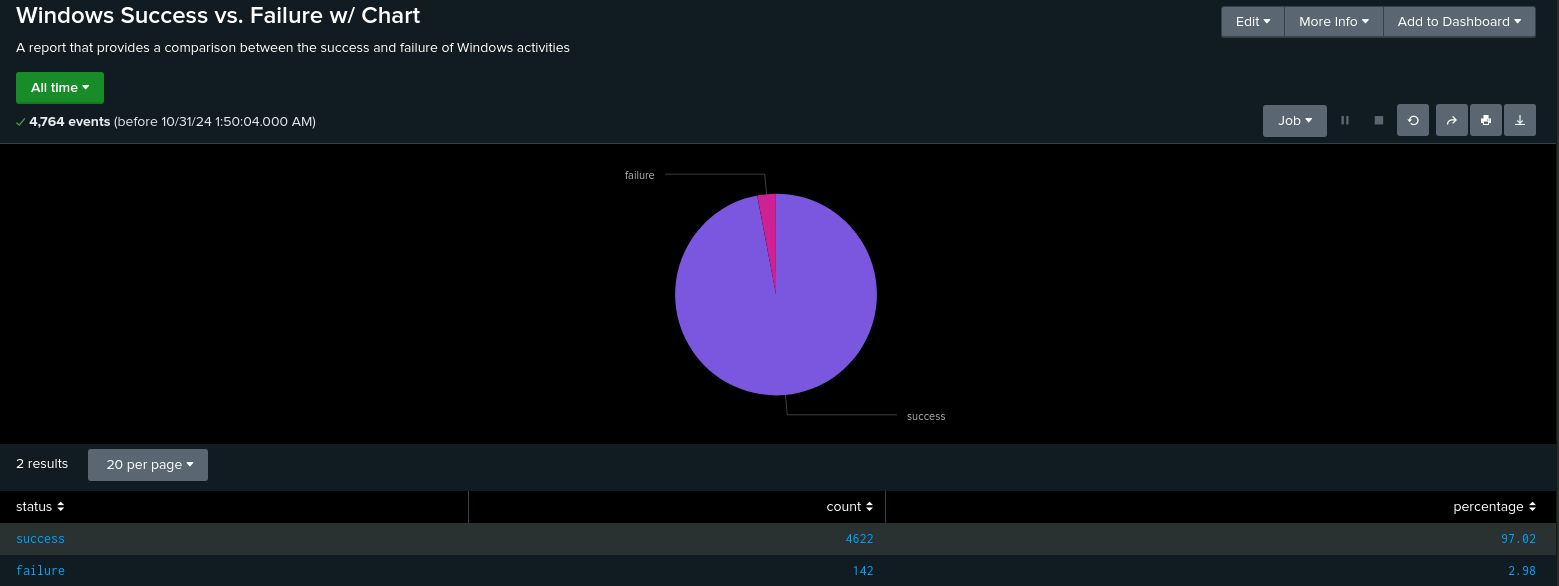 Windows Success vs. Failure w/ Chart
Edit
More Info
Add to Dashboard
A report that provides a comparison between the success and failure of Windows activities
All time
4,764 events (before 10/31/24 1:50:04.000 AM)
Job
failure
success
2 results
20 per page
status count percentage
success 4622 97.02
failure 142 2.98